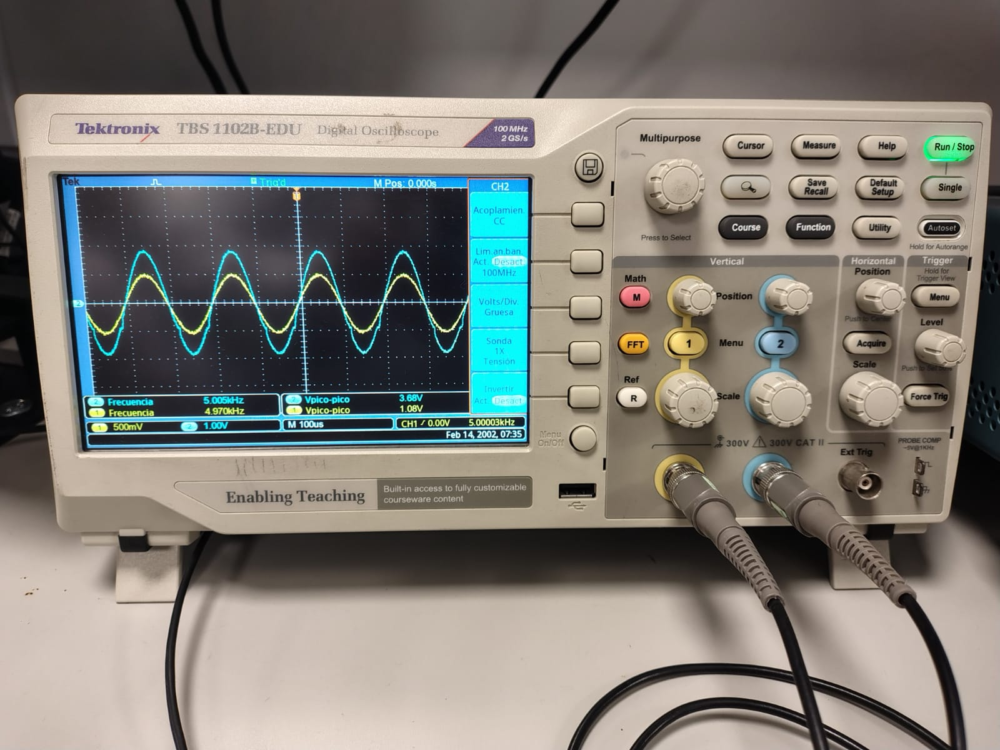 Tektronix TBS 1102B-EDU Digital Oscilloscope
100 MHz
2 GS/s
Tek
Trig'd
M Pos: 0.000s
CH2
Acoplamien.
CC
Lim.an.ban.
Act. Desact
100MHz
Volts/Div.
Gruesa
Sonda
1X
Tensión
Invertir
Act. Desact
2
2 Frecuencia 5.005kHz
1 Frecuencia 4.970kHz
2 Vpico-pico 3.68V
1 Vpico-pico 1.08V
1 500mV 2 1.00V
M 100us
CH1 / 0.00V 5.00003kHz
Feb 14, 2002, 07:35
Menu
On/Off
Enabling Teaching
Built-in access to fully customizable
courseware content
Multipurpose
Press to Select
Cursor
Measure
Help
Run / Stop
Save
Recall
Default
Setup
Single
Course
Function
Utility
Autoset
Hold for Autorange
Vertical
Math
M
Position
FFT
1
Menu
2
Ref
R
Scale
Horizontal
Position
Push to Center
Acquire
Scale
Trigger
Hold for
Trigger View
Menu
Level
Force Trig
300V 300V CAT II
Ext Trig
PROBE COMP
~5V@1KHz